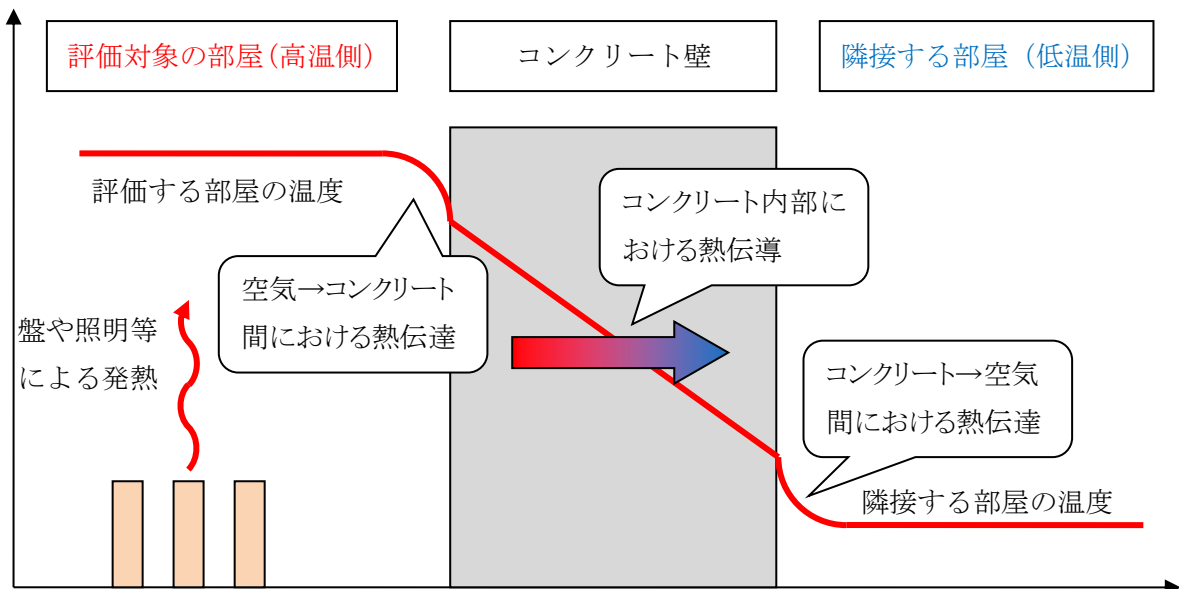 評価対象の部屋(高温側)
コンクリート壁
隣接する部屋（低温側）
評価する部屋の温度
コンクリート内部に
おける熱伝導
空気→コンクリート
間における熱伝達
盤や照明等
による発熱
コンクリート→空気
間における熱伝達
隣接する部屋の温度